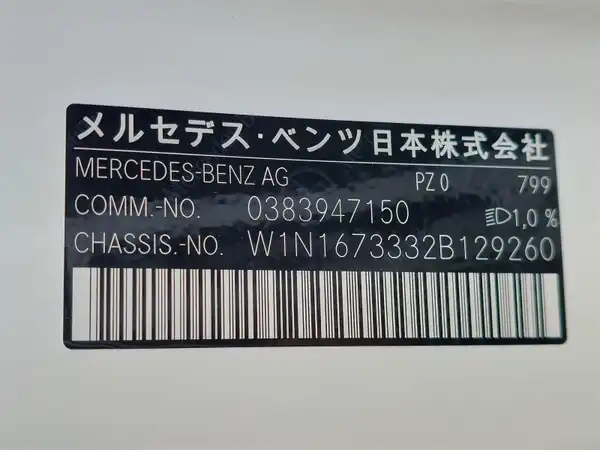 メルセデス・ベンツ日本株式会社
MERCEDES-BENZ AG PZ 0 799
COMM.-NO. 0383947150 1,0 %
CHASSIS.-NO. W1N1673332B129260